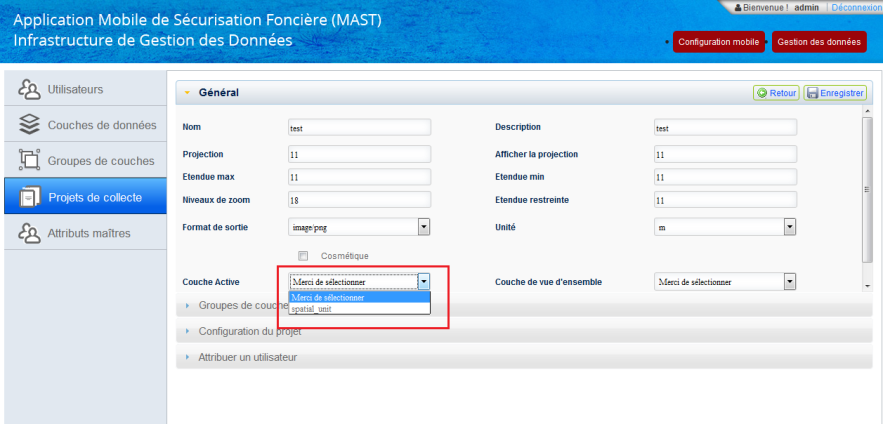 Bienvenue ! admin | Déconnexion
Application Mobile de Sécurisation Foncière (MAST)
Infrastructure de Gestion des Données
Configuration mobile
Gestion des données
Utilisateurs
Couches de données
Groupes de couches
Projets de collecte
Attributs maîtres
Général
Retour
Enregistrer
Nom test
Description test
Projection 11
Afficher la projection 11
Etendue max 11
Etendue min 11
Niveaux de zoom 18
Etendue restreinte 11
Format de sortie image/png
Unité m
Cosmétique
Couche Active Merci de sélectionner
Couche de vue d'ensemble Merci de sélectionner
Merci de sélectionner
spatial_unit
Groupes de couche
Configuration du projet
Attribuer un utilisateur